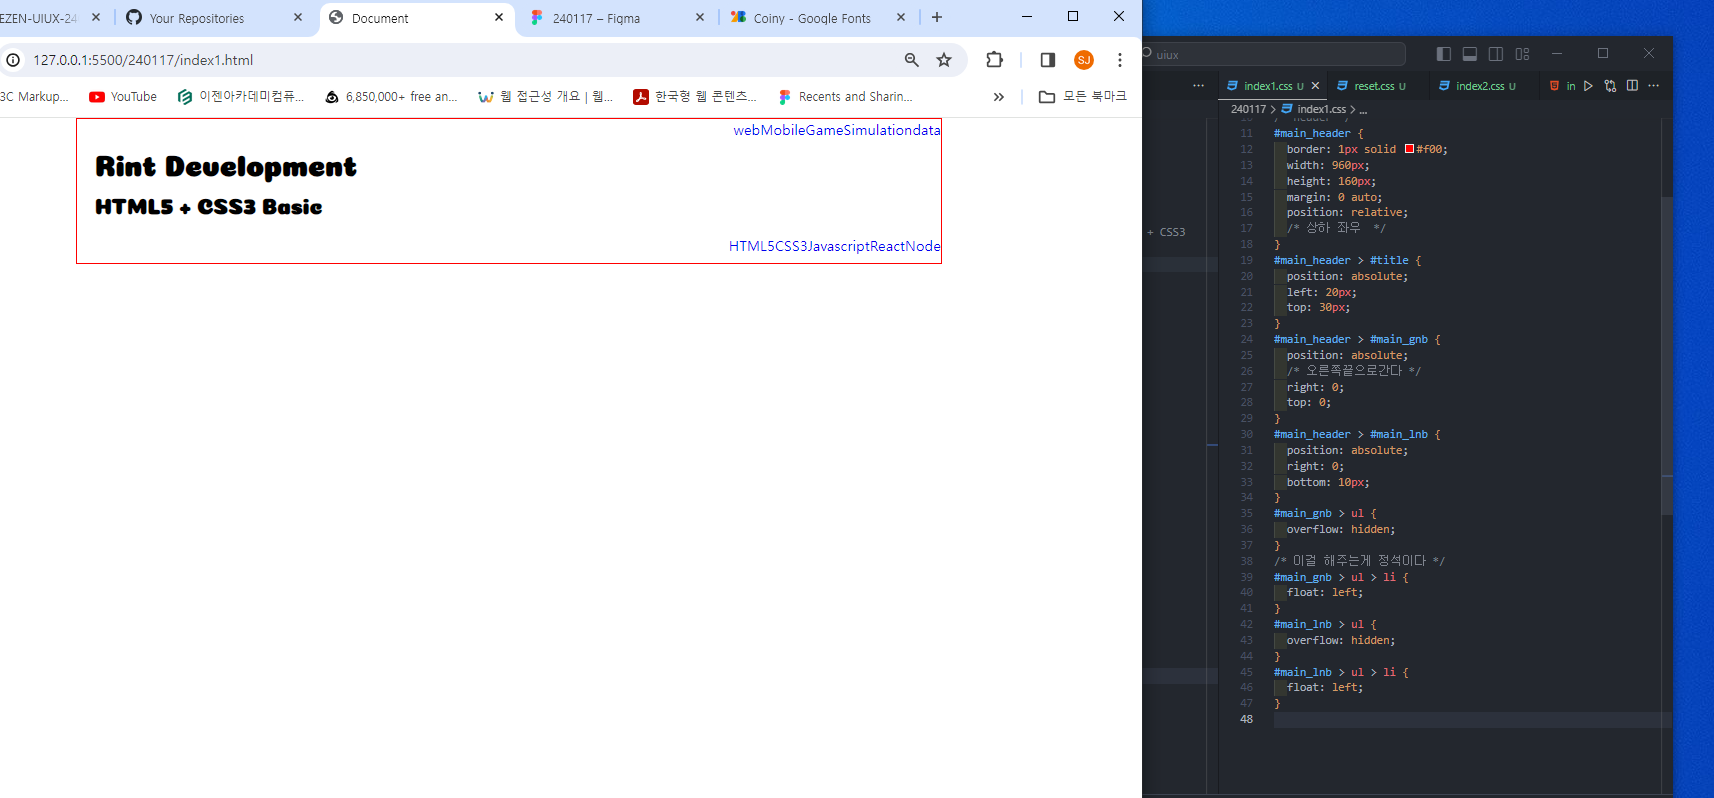 EZEN-UIUX-24
Your Repositories
Document
240117 – Figma
Coiny - Google Fonts
127.0.0.1:5500/240117/index1.html
SJ
3C Markup...
YouTube
이젠아카데미컴퓨...
6,850,000+ free an...
웹 접근성 개요 | 웹...
한국형 웹 콘텐츠...
Recents and Sharin...
모든 북마크
webMobileGameSimulationdata
Rint Development
HTML5 + CSS3 Basic
HTML5CSS3JavascriptReactNode
uiux
index1.css U
reset.css U
index2.css U
in
240117 > index1.css > ...
+ CSS3
11 #main_header {
12 border: 1px solid #f00;
13 width: 960px;
14 height: 160px;
15 margin: 0 auto;
16 position: relative;
17 /* 상하 좌우  */
18 }
19 #main_header > #title {
20 position: absolute;
21 left: 20px;
22 top: 30px;
23 }
24 #main_header > #main_gnb {
25 position: absolute;
26 /* 오른쪽끝으로간다 */
27 right: 0;
28 top: 0;
29 }
30 #main_header > #main_lnb {
31 position: absolute;
32 right: 0;
33 bottom: 10px;
34 }
35 #main_gnb > ul {
36 overflow: hidden;
37 }
38 /* 이걸 해주는게 정석이다 */
39 #main_gnb > ul > li {
40 float: left;
41 }
42 #main_lnb > ul {
43 overflow: hidden;
44 }
45 #main_lnb > ul > li {
46 float: left;
47 }
48